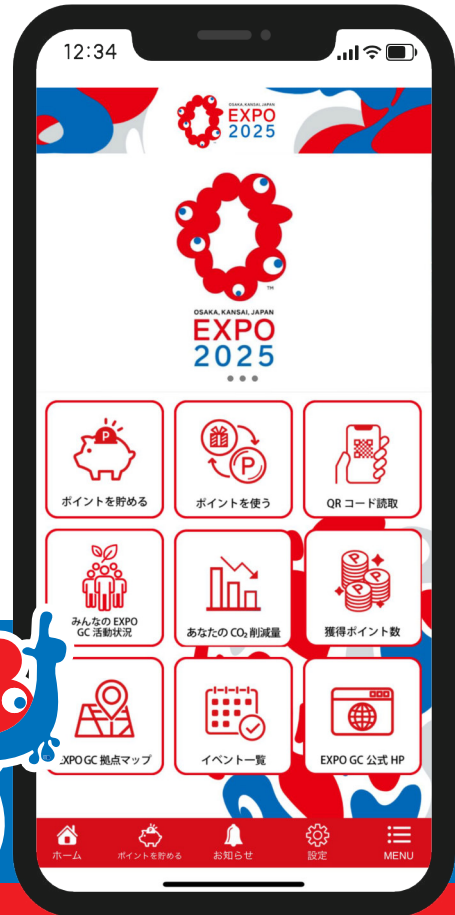 12:34
OSAKA, KANSAI, JAPAN
EXPO
2025
TM
OSAKA, KANSAI, JAPAN
EXPO
2025
P
ポイントを貯める
P
ポイントを使う
QRコード読取
みんなの EXPO
GC 活動状況
あなたの CO₂ 削減量
P
P
P
獲得ポイント数
XPO GC 拠点マップ
イベント一覧
EXPO GC 公式 HP
ホーム
ポイントを貯める
お知らせ
設定
MENU